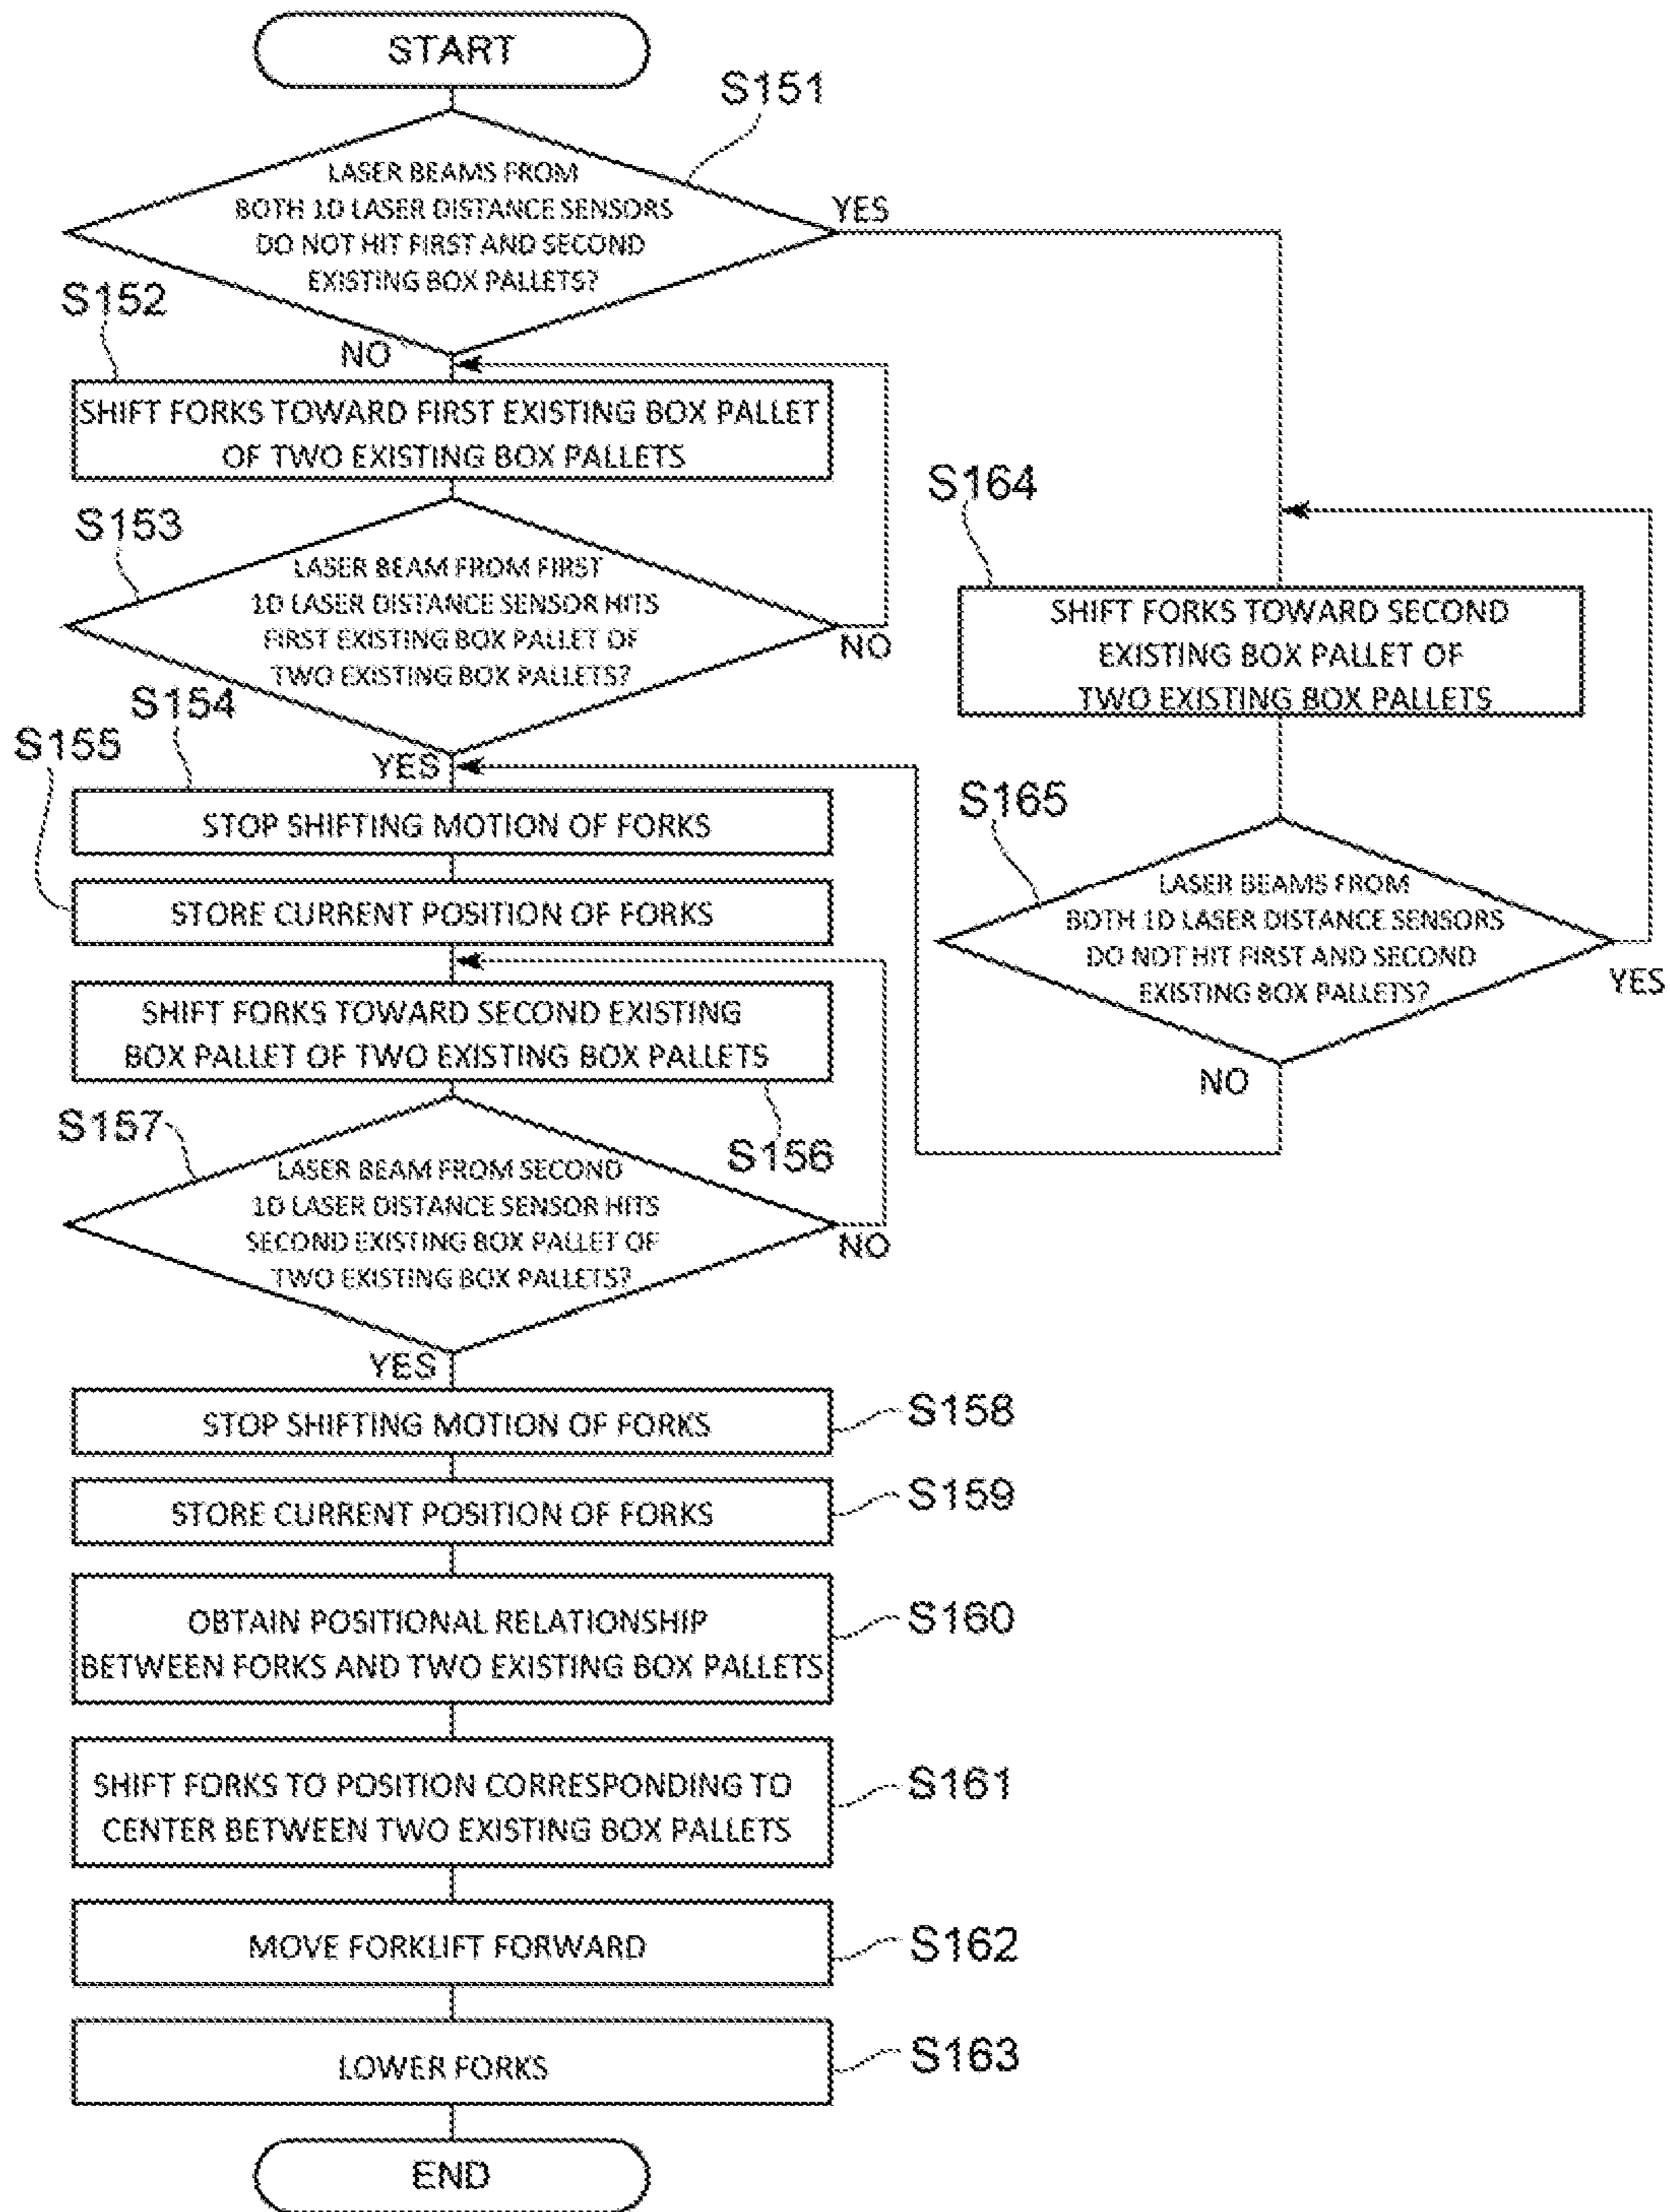 START
S151
LASER BEAMS FROM
BOTH 1D LASER DISTANCE SENSORS
DO NOT HIT FIRST AND SECOND
EXISTING BOX PALLETS?
YES
NO
S152
SHIFT FORKS TOWARD FIRST EXISTING BOX PALLET
OF TWO EXISTING BOX PALLETS
S153
LASER BEAM FROM FIRST
1D LASER DISTANCE SENSOR HITS
FIRST EXISTING BOX PALLET OF
TWO EXISTING BOX PALLETS?
NO
YES
S154
STOP SHIFTING MOTION OF FORKS
S155
STORE CURRENT POSITION OF FORKS
SHIFT FORKS TOWARD SECOND EXISTING
BOX PALLET OF TWO EXISTING BOX PALLETS
S156
S157
LASER BEAM FROM SECOND
1D LASER DISTANCE SENSOR HITS
SECOND EXISTING BOX PALLET OF
TWO EXISTING BOX PALLETS?
NO
YES
STOP SHIFTING MOTION OF FORKS
S158
STORE CURRENT POSITION OF FORKS
S159
OBTAIN POSITIONAL RELATIONSHIP
BETWEEN FORKS AND TWO EXISTING BOX PALLETS
S160
SHIFT FORKS TO POSITION CORRESPONDING TO
CENTER BETWEEN TWO EXISTING BOX PALLETS
S161
MOVE FORKLIFT FORWARD
S162
LOWER FORKS
S163
END
S164
SHIFT FORKS TOWARD SECOND
EXISTING BOX PALLET OF
TWO EXISTING BOX PALLETS
S165
LASER BEAMS FROM
BOTH 1D LASER DISTANCE SENSORS
DO NOT HIT FIRST AND SECOND
EXISTING BOX PALLETS?
YES
NO